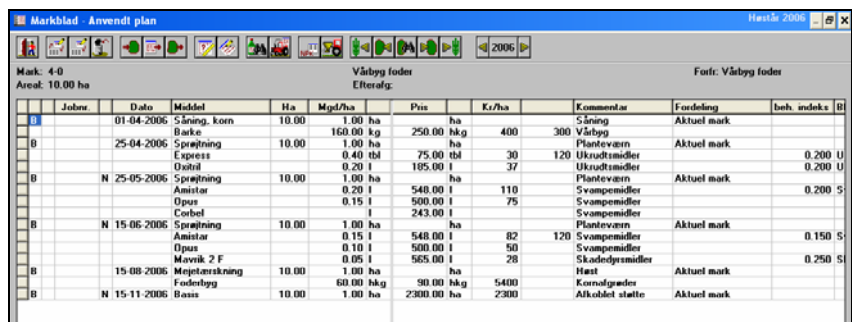 Markblad - Anvendt plan Høstår 2006
2006
Mark: 4-0 Vårbyg foder Forfr: Vårbyg foder
Areal: 10.00 ha Efterafg:
Jobnr. Dato Middel Ha Mgd/ha Pris Kr/ha Kommentar Fordeling beh. indeks
B 01-04-2006 Såning, korn 10.00 1.00 ha ha Såning Aktuel mark
Barke 160.00 kg 250.00 hkg 400 300 Vårbyg
B 25-04-2006 Sprøjtning 10.00 1.00 ha ha Planteværn Aktuel mark
Express 0.40 tbl 75.00 tbl 30 120 Ukrudtsmidler 0.200 U
Oxitril 0.20 l 185.00 l 37 Ukrudtsmidler 0.200 U
B N 25-05-2006 Sprøjtning 10.00 1.00 ha ha Planteværn Aktuel mark
Amistar 0.20 l 548.00 l 110 Svampemidler 0.200 S
Opus 0.15 l 500.00 l 75 Svampemidler
Corbel l 243.00 l Svampemidler
B N 15-06-2006 Sprøjtning 10.00 1.00 ha ha Planteværn Aktuel mark
Amistar 0.15 l 548.00 l 82 120 Svampemidler 0.150 S
Opus 0.10 l 500.00 l 50 Svampemidler
Mavrik 2 F 0.05 l 565.00 l 28 Skadedyrsmidler 0.250 S
B 15-08-2006 Mejetærskning 10.00 1.00 ha ha Høst Aktuel mark
Foderbyg 60.00 hkg 90.00 hkg 5400 Kornafgrøder
B N 15-11-2006 Basis 10.00 1.00 ha 2300.00 ha 2300 Afkoblet støtte Aktuel mark